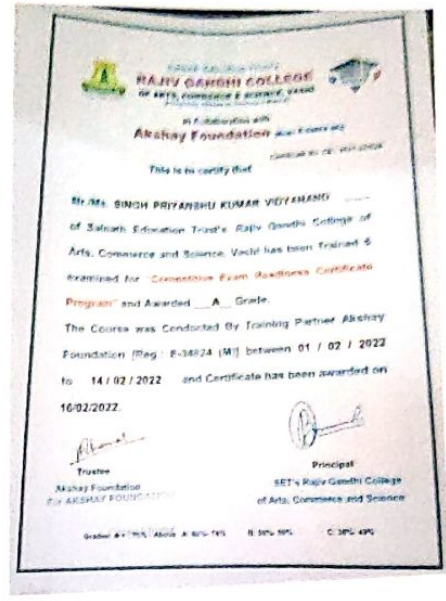 RAJIV GANDHI COLLEGE
OF ARTS, COMMERCE & SCIENCE, VASHI
In Collaboration with
Akshay Foundation
This is to certify that
Mr./Ms. SINGH PRIYANSHU KUMAR VIDYANAND
of Sainath Education Trust's Rajiv Gandhi College of
Arts, Commerce and Science, Vashi has been Trained &
examined for "Competitive Exam Readiness Certificate
Program" and Awarded __A__ Grade.
The Course was Conducted By Training Partner Akshay
Foundation [Reg.: E-34824 (M)] between 01 / 02 / 2022
to 14 / 02 / 2022 and Certificate has been awarded on
16/02/2022.
Trustee
Akshay Foundation
For AKSHAY FOUNDATION
Principal
SET's Rajiv Gandhi College
of Arts, Commerce and Science